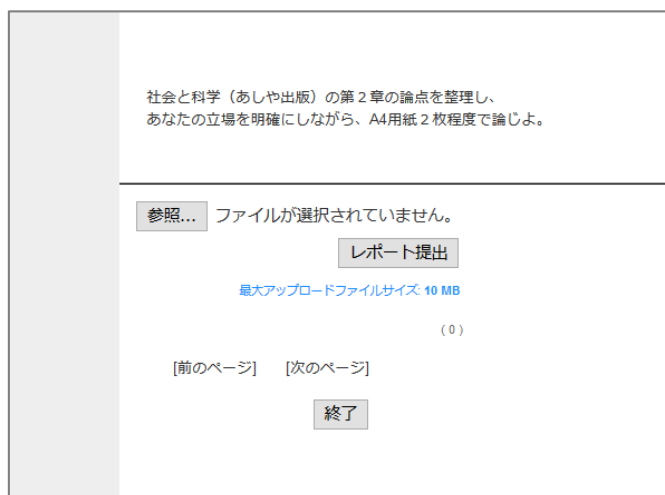 社会と科学（あしや出版）の第２章の論点を整理し、
あなたの立場を明確にしながら、A4用紙２枚程度で論じよ。
参照... ファイルが選択されていません。
レポート提出
最大アップロードファイルサイズ: 10 MB
( 0 )
[前のページ] [次のページ]
終了